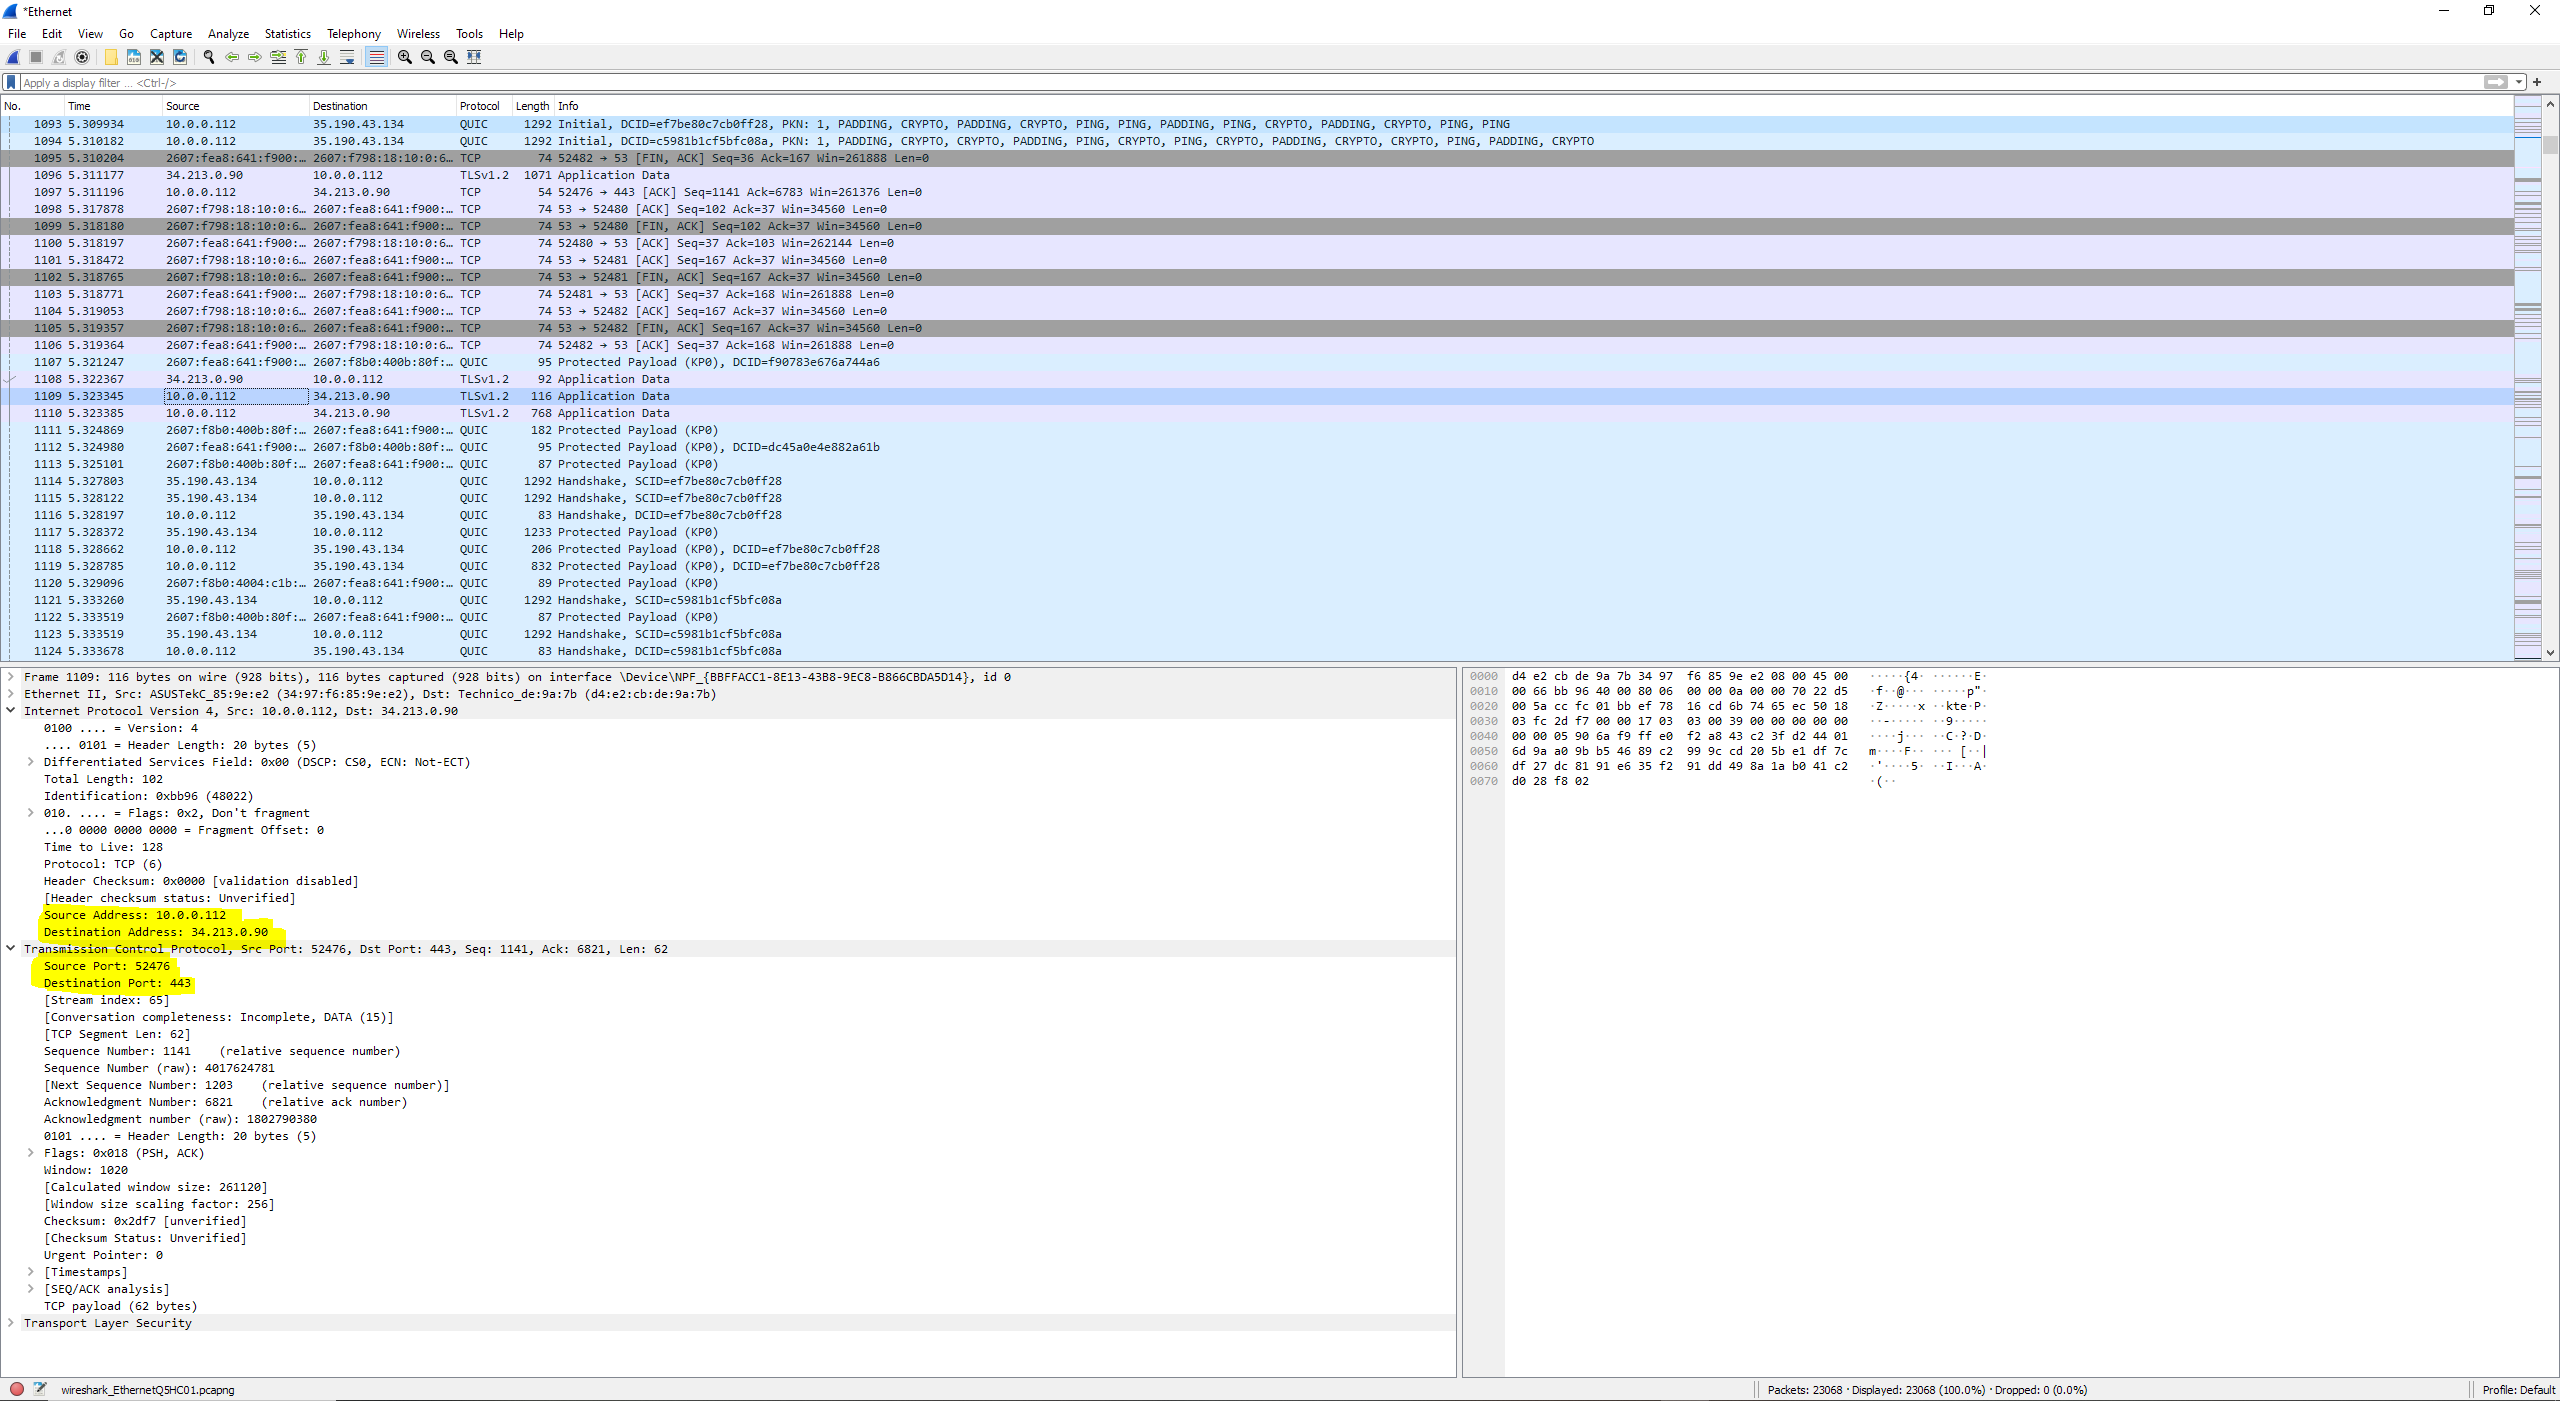 *Ethernet
File Edit View Go Capture Analyze Statistics Telephony Wireless Tools Help
Apply a display filter ... <Ctrl-/>
No. Time Source Destination Protocol Length Info
1093 5.309934 10.0.0.112 35.190.43.134 QUIC 1292 Initial, DCID=ef7be80c7cb0ff28, PKN: 1, PADDING, CRYPTO, PADDING, CRYPTO, PING, PING, PADDING, PING, CRYPTO, PADDING, CRYPTO, PING, PING
1094 5.310182 10.0.0.112 35.190.43.134 QUIC 1292 Initial, DCID=c5981b1cf5bfc08a, PKN: 1, PADDING, CRYPTO, CRYPTO, PADDING, PING, CRYPTO, PING, CRYPTO, PADDING, CRYPTO, CRYPTO, PING, PADDING, CRYPTO
1095 5.310204 2607:fea8:641:f900:… 2607:f798:18:10:0:6… TCP 74 52482 → 53 [FIN, ACK] Seq=36 Ack=167 Win=261888 Len=0
1096 5.311177 34.213.0.90 10.0.0.112 TLSv1.2 1071 Application Data
1097 5.311196 10.0.0.112 34.213.0.90 TCP 54 52476 → 443 [ACK] Seq=1141 Ack=6783 Win=261376 Len=0
1098 5.317878 2607:f798:18:10:0:6… 2607:fea8:641:f900:… TCP 74 53 → 52480 [ACK] Seq=102 Ack=37 Win=34560 Len=0
1099 5.318180 2607:f798:18:10:0:6… 2607:fea8:641:f900:… TCP 74 53 → 52480 [FIN, ACK] Seq=102 Ack=37 Win=34560 Len=0
1100 5.318197 2607:fea8:641:f900:… 2607:f798:18:10:0:6… TCP 74 52480 → 53 [ACK] Seq=37 Ack=103 Win=262144 Len=0
1101 5.318472 2607:f798:18:10:0:6… 2607:fea8:641:f900:… TCP 74 53 → 52481 [ACK] Seq=167 Ack=37 Win=34560 Len=0
1102 5.318765 2607:f798:18:10:0:6… 2607:fea8:641:f900:… TCP 74 53 → 52481 [FIN, ACK] Seq=167 Ack=37 Win=34560 Len=0
1103 5.318771 2607:fea8:641:f900:… 2607:f798:18:10:0:6… TCP 74 52481 → 53 [ACK] Seq=37 Ack=168 Win=261888 Len=0
1104 5.319053 2607:f798:18:10:0:6… 2607:fea8:641:f900:… TCP 74 53 → 52482 [ACK] Seq=167 Ack=37 Win=34560 Len=0
1105 5.319357 2607:f798:18:10:0:6… 2607:fea8:641:f900:… TCP 74 53 → 52482 [FIN, ACK] Seq=167 Ack=37 Win=34560 Len=0
1106 5.319364 2607:fea8:641:f900:… 2607:f798:18:10:0:6… TCP 74 52482 → 53 [ACK] Seq=37 Ack=168 Win=261888 Len=0
1107 5.321247 2607:fea8:641:f900:… 2607:f8b0:400b:80f:… QUIC 95 Protected Payload (KP0), DCID=f90783e676a744a6
1108 5.322367 34.213.0.90 10.0.0.112 TLSv1.2 92 Application Data
1109 5.323345 10.0.0.112 34.213.0.90 TLSv1.2 116 Application Data
1110 5.323385 10.0.0.112 34.213.0.90 TLSv1.2 768 Application Data
1111 5.324869 2607:f8b0:400b:80f:… 2607:fea8:641:f900:… QUIC 182 Protected Payload (KP0)
1112 5.324980 2607:fea8:641:f900:… 2607:f8b0:400b:80f:… QUIC 95 Protected Payload (KP0), DCID=dc45a0e4e882a61b
1113 5.325101 2607:f8b0:400b:80f:… 2607:fea8:641:f900:… QUIC 87 Protected Payload (KP0)
1114 5.327803 35.190.43.134 10.0.0.112 QUIC 1292 Handshake, SCID=ef7be80c7cb0ff28
1115 5.328122 35.190.43.134 10.0.0.112 QUIC 1292 Handshake, SCID=ef7be80c7cb0ff28
1116 5.328197 10.0.0.112 35.190.43.134 QUIC 83 Handshake, DCID=ef7be80c7cb0ff28
1117 5.328372 35.190.43.134 10.0.0.112 QUIC 1233 Protected Payload (KP0)
1118 5.328662 10.0.0.112 35.190.43.134 QUIC 206 Protected Payload (KP0), DCID=ef7be80c7cb0ff28
1119 5.328785 10.0.0.112 35.190.43.134 QUIC 832 Protected Payload (KP0), DCID=ef7be80c7cb0ff28
1120 5.329096 2607:f8b0:4004:c1b:… 2607:fea8:641:f900:… QUIC 89 Protected Payload (KP0)
1121 5.333260 35.190.43.134 10.0.0.112 QUIC 1292 Handshake, SCID=c5981b1cf5bfc08a
1122 5.333519 2607:f8b0:400b:80f:… 2607:fea8:641:f900:… QUIC 87 Protected Payload (KP0)
1123 5.333519 35.190.43.134 10.0.0.112 QUIC 1292 Handshake, SCID=c5981b1cf5bfc08a
1124 5.333678 10.0.0.112 35.190.43.134 QUIC 83 Handshake, DCID=c5981b1cf5bfc08a
Frame 1109: 116 bytes on wire (928 bits), 116 bytes captured (928 bits) on interface \Device\NPF_{BBFFACC1-8E13-43B8-9EC8-B866CBDA5D14}, id 0
Ethernet II, Src: ASUSTekC_85:9e:e2 (34:97:f6:85:9e:e2), Dst: Technico_de:9a:7b (d4:e2:cb:de:9a:7b)
Internet Protocol Version 4, Src: 10.0.0.112, Dst: 34.213.0.90
0100 .... = Version: 4
.... 0101 = Header Length: 20 bytes (5)
Differentiated Services Field: 0x00 (DSCP: CS0, ECN: Not-ECT)
Total Length: 102
Identification: 0xbb96 (48022)
010. .... = Flags: 0x2, Don't fragment
...0 0000 0000 0000 = Fragment Offset: 0
Time to Live: 128
Protocol: TCP (6)
Header Checksum: 0x0000 [validation disabled]
[Header checksum status: Unverified]
Source Address: 10.0.0.112
Destination Address: 34.213.0.90
Transmission Control Protocol, Src Port: 52476, Dst Port: 443, Seq: 1141, Ack: 6821, Len: 62
Source Port: 52476
Destination Port: 443
[Stream index: 65]
[Conversation completeness: Incomplete, DATA (15)]
[TCP Segment Len: 62]
Sequence Number: 1141 (relative sequence number)
Sequence Number (raw): 4017624781
[Next Sequence Number: 1203 (relative sequence number)]
Acknowledgment Number: 6821 (relative ack number)
Acknowledgment number (raw): 1802790380
0101 .... = Header Length: 20 bytes (5)
Flags: 0x018 (PSH, ACK)
Window: 1020
[Calculated window size: 261120]
[Window size scaling factor: 256]
Checksum: 0x2df7 [unverified]
[Checksum Status: Unverified]
Urgent Pointer: 0
[Timestamps]
[SEQ/ACK analysis]
TCP payload (62 bytes)
Transport Layer Security
0000 d4 e2 cb de 9a 7b 34 97 f6 85 9e e2 08 00 45 00 ·····{4· ······E·
0010 00 66 bb 96 40 00 80 06 00 00 0a 00 00 70 22 d5 ·f··@··· ·····p"·
0020 00 5a cc fc 01 bb ef 78 16 cd 6b 74 65 ec 50 18 ·Z·····x ··kte·P·
0030 03 fc 2d f7 00 00 17 03 03 00 39 00 00 00 00 00 ··-····· ··9·····
0040 00 00 05 90 6a f9 ff e0 f2 a8 43 c2 3f d2 44 01 ····j··· ··C·?·D·
0050 6d 9a a0 9b b5 46 89 c2 99 9c cd 20 5b e1 df 7c m····F·· ··· [··|
0060 df 27 dc 81 91 e6 35 f2 91 dd 49 8a 1a b0 41 c2 ·'····5· ··I···A·
0070 d0 28 f8 02 ·(··
wireshark_EthernetQ5HC01.pcapng
Packets: 23068 · Displayed: 23068 (100.0%) · Dropped: 0 (0.0%)
Profile: Default